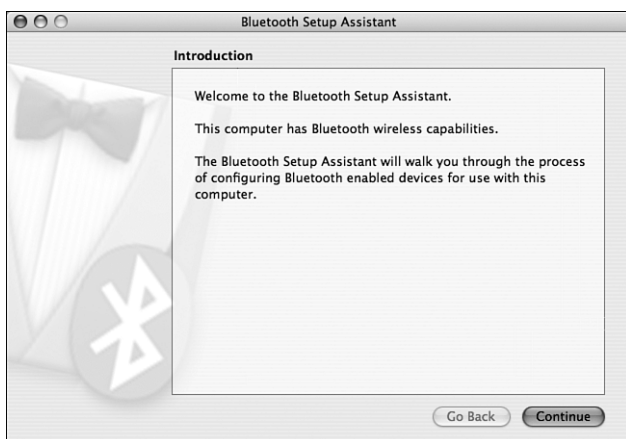 Bluetooth Setup Assistant
Introduction
Welcome to the Bluetooth Setup Assistant.
This computer has Bluetooth wireless capabilities.
The Bluetooth Setup Assistant will walk you through the process
of configuring Bluetooth enabled devices for use with this
computer.
Go Back
Continue